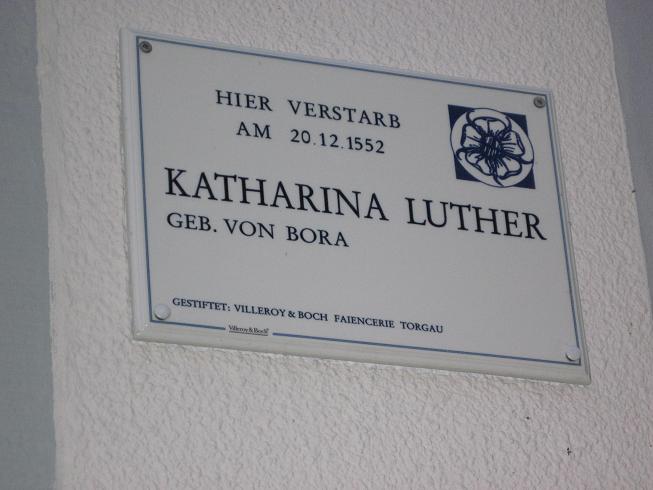 HIER VERSTARB
AM 20.12.1552
KATHARINA LUTHER
GEB. VON BORA
GESTIFTET: VILLEROY & BOCH FAIENCERIE TORGAU
Villeroy & Boch